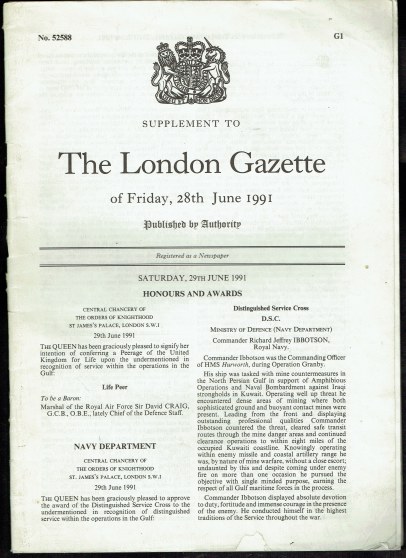 No. 52588
G1
SUPPLEMENT TO
The London Gazette
of Friday, 28th June 1991
Published by Authority
Registered as a Newspaper
SATURDAY, 29TH JUNE 1991
HONOURS AND AWARDS
CENTRAL CHANCERY OF
THE ORDERS OF KNIGHTHOOD
ST JAMES'S PALACE, LONDON S.W.1
29th June 1991
THE QUEEN has been graciously pleased to signify her
intention of conferring a Peerage of the United
Kingdom for Life upon the undermentioned in
recognition of service within the operations in the
Gulf:
Life Peer
To be a Baron:
Marshal of the Royal Air Force Sir David CRAIG,
G.C.B., O.B.E., lately Chief of the Defence Staff.
NAVY DEPARTMENT
CENTRAL CHANCERY OF
THE ORDERS OF KNIGHTHOOD
ST JAMES'S PALACE, LONDON S.W.1
29th June 1991
THE QUEEN has been graciously pleased to approve
the award of the Distinguished Service Cross to the
undermentioned in recognition of distinguished
service within the operations in the Gulf:
Distinguished Service Cross
D.S.C.
MINISTRY OF DEFENCE (NAVY DEPARTMENT)
Commander Richard Jeffrey IBBOTSON,
Royal Navy.
Commander Ibbotson was the Commanding Officer
of HMS Hurworth, during Operation Granby.
His ship was tasked with mine countermeasures in
the North Persian Gulf in support of Amphibious
Operations and Naval Bombardment against Iraqi
strongholds in Kuwait. Operating well up threat he
encountered dense areas of mining where both
sophisticated ground and buoyant contact mines were
present. Leading from the front and displaying
outstanding professional qualities Commander
Ibbotson countered the threat, cleared safe transit
routes through the mine danger areas and continued
clearance operations to within eight miles of the
occupied Kuwaiti coastline. Knowingly operating
within enemy missile and coastal artillery range he
was, by nature of mine warfare, without a close escort;
undaunted by this and despite coming under enemy
fire on more than one occasion he pursued the
objective with single minded purpose, earning the
respect of all Gulf maritime forces in the process.
Commander Ibbotson displayed absolute devotion
to duty, fortitude and immense courage in the presence
of the enemy. He conducted himself in the highest
traditions of the Service throughout the war.